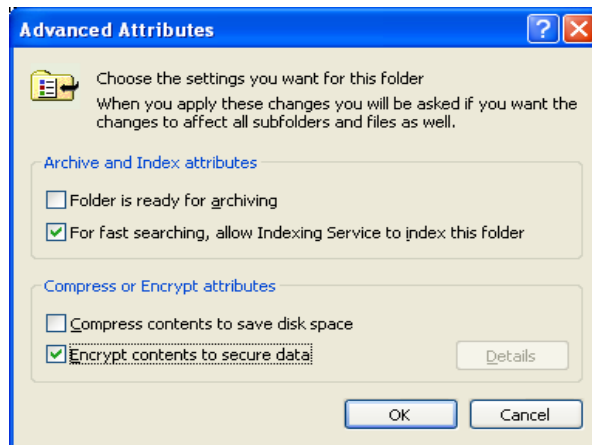 Advanced Attributes
Choose the settings you want for this folder
When you apply these changes you will be asked if you want the
changes to affect all subfolders and files as well.
Archive and Index attributes
Folder is ready for archiving
For fast searching, allow Indexing Service to index this folder
Compress or Encrypt attributes
Compress contents to save disk space
Encrypt contents to secure data
Details
OK
Cancel